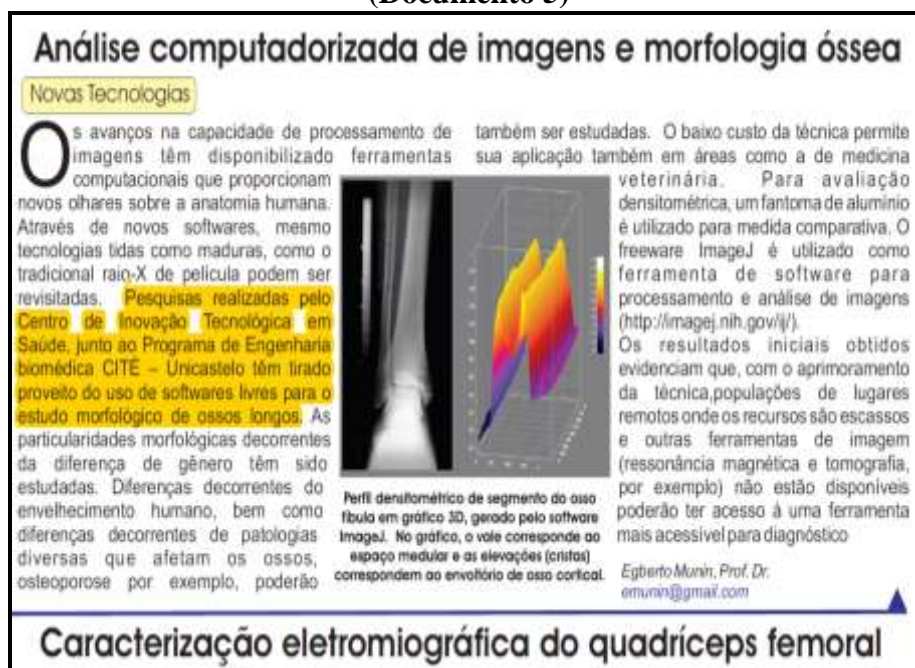 (Documento 3)
Análise computadorizada de imagens e morfologia óssea
Novas Tecnologias
Os avanços na capacidade de processamento de
imagens têm disponibilizado ferramentas
computacionais que proporcionam
novos olhares sobre a anatomia humana.
Através de novos softwares, mesmo
tecnologias tidas como maduras, como o
tradicional raio-X de película podem ser
revisitadas. Pesquisas realizadas pelo
Centro de Inovação Tecnológica em
Saúde, junto ao Programa de Engenharia
biomédica CITÉ – Unicastelo têm tirado
proveito do uso de softwares livres para o
estudo morfológico de ossos longos. As
particularidades morfológicas decorrentes
da diferença de gênero têm sido
estudadas. Diferenças decorrentes do
envelhecimento humano, bem como
diferenças decorrentes de patologias
diversas que afetam os ossos,
osteoporose por exemplo, poderão
também ser estudadas. O baixo custo da técnica permite
sua aplicação também em áreas como a de medicina
veterinária. Para avaliação
densitométrica, um fantoma de alumínio
é utilizado para medida comparativa. O
freeware ImageJ é utilizado como
ferramenta de software para
processamento e análise de imagens
(http://imagej.nih.gov/ij/).
Os resultados iniciais obtidos
evidenciam que, com o aprimoramento
da técnica,populações de lugares
remotos onde os recursos são escassos
e outras ferramentas de imagem
(ressonância magnética e tomografia,
por exemplo) não estão disponíveis
poderão ter acesso à uma ferramenta
mais acessível para diagnóstico
Perfil densitométrico de segmento do osso
fíbula em gráfico 3D, gerado pelo software
ImageJ. No gráfico, o vale corresponde ao
espaço medular e as elevações (cristas)
correspondem ao envoltório de osso cortical.
Egberto Munin, Prof. Dr.
emunin@gmail.com
Caracterização eletromiográfica do quadríceps femoral